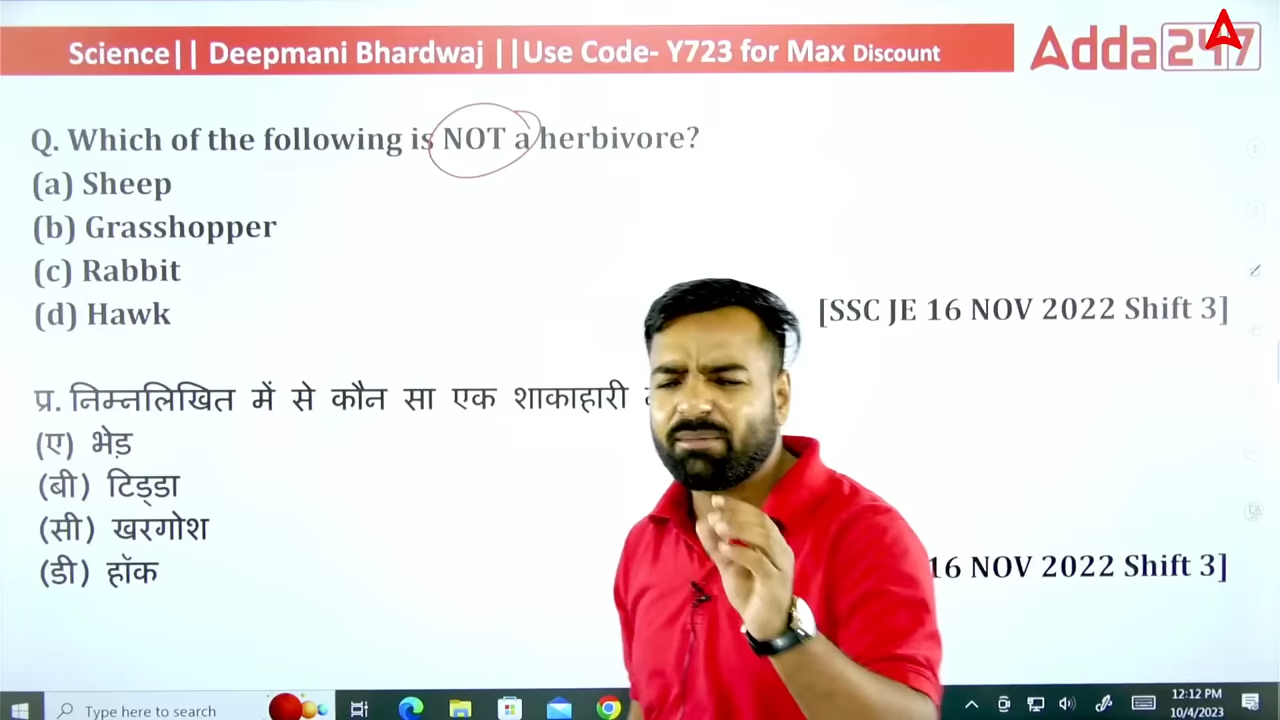 Science|| Deepmani Bhardwaj ||Use Code- Y723 for Max Discount
Adda247
Q. Which of the following is NOT a herbivore?
(a) Sheep
(b) Grasshopper
(c) Rabbit
(d) Hawk
[SSC JE 16 NOV 2022 Shift 3]
प्र. निम्नलिखित में से कौन सा एक शाकाहारी
(ए) भेड़
(बी) टिड्डा
(सी) खरगोश
(डी) हॉक
16 NOV 2022 Shift 3]
Type here to search
12:12 PM
10/4/2023